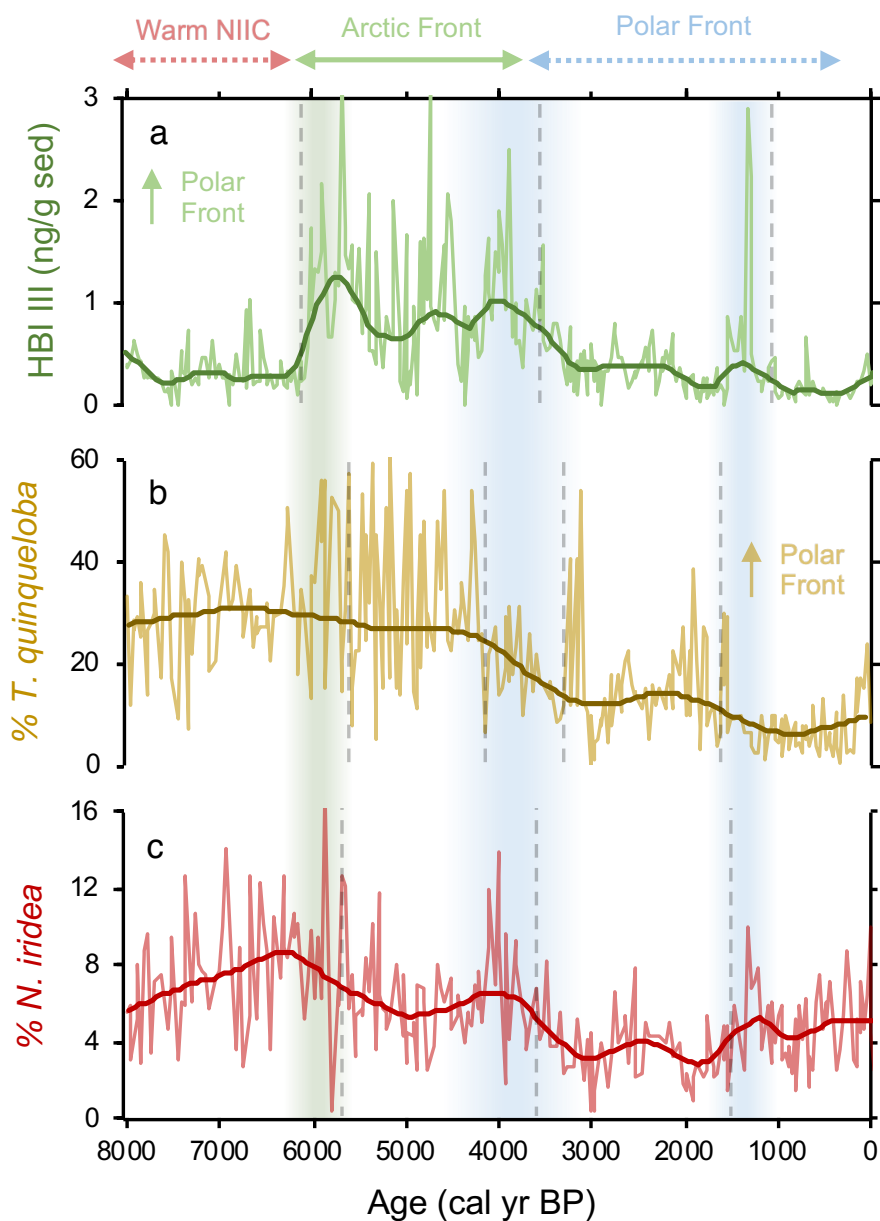 Warm NIIC Arctic Front Polar Front
3
a
Polar
Front
2
1
0
HBI III (ng/g sed)
60
b
Polar
Front
40
20
0
% T. quinqueloba
16
c
12
8
4
0
% N. iridea
8000 7000 6000 5000 4000 3000 2000 1000 0
Age (cal yr BP)